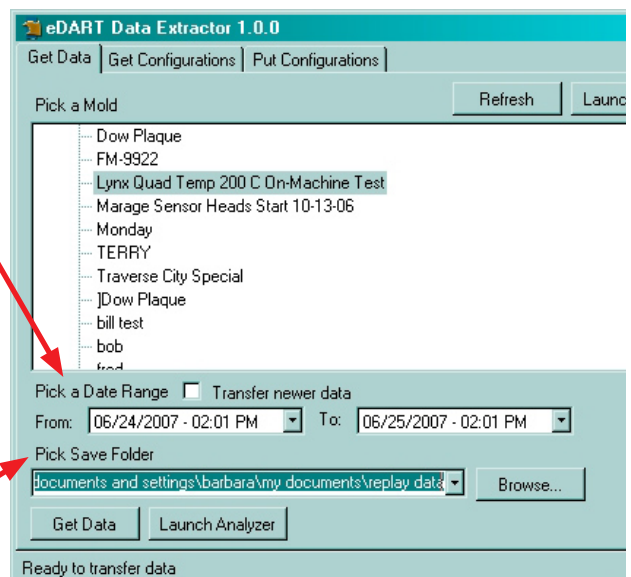 eDART Data Extractor 1.0.0
Get Data Get Configurations Put Configurations
Pick a Mold Refresh
Dow Plaque
FM-9922
Lynx Quad Temp 200 C On-Machine Test
Marage Sensor Heads Start 10-13-06
Monday
TERRY
Traverse City Special
]Dow Plaque
bill test
bob
Pick a Date Range Transfer newer data
From: 06/24/2007 - 02:01 PM To: 06/25/2007 - 02:01 PM
Pick Save Folder
documents and settings\barbara\my documents\replay data Browse...
Get Data Launch Analyzer
Ready to transfer data